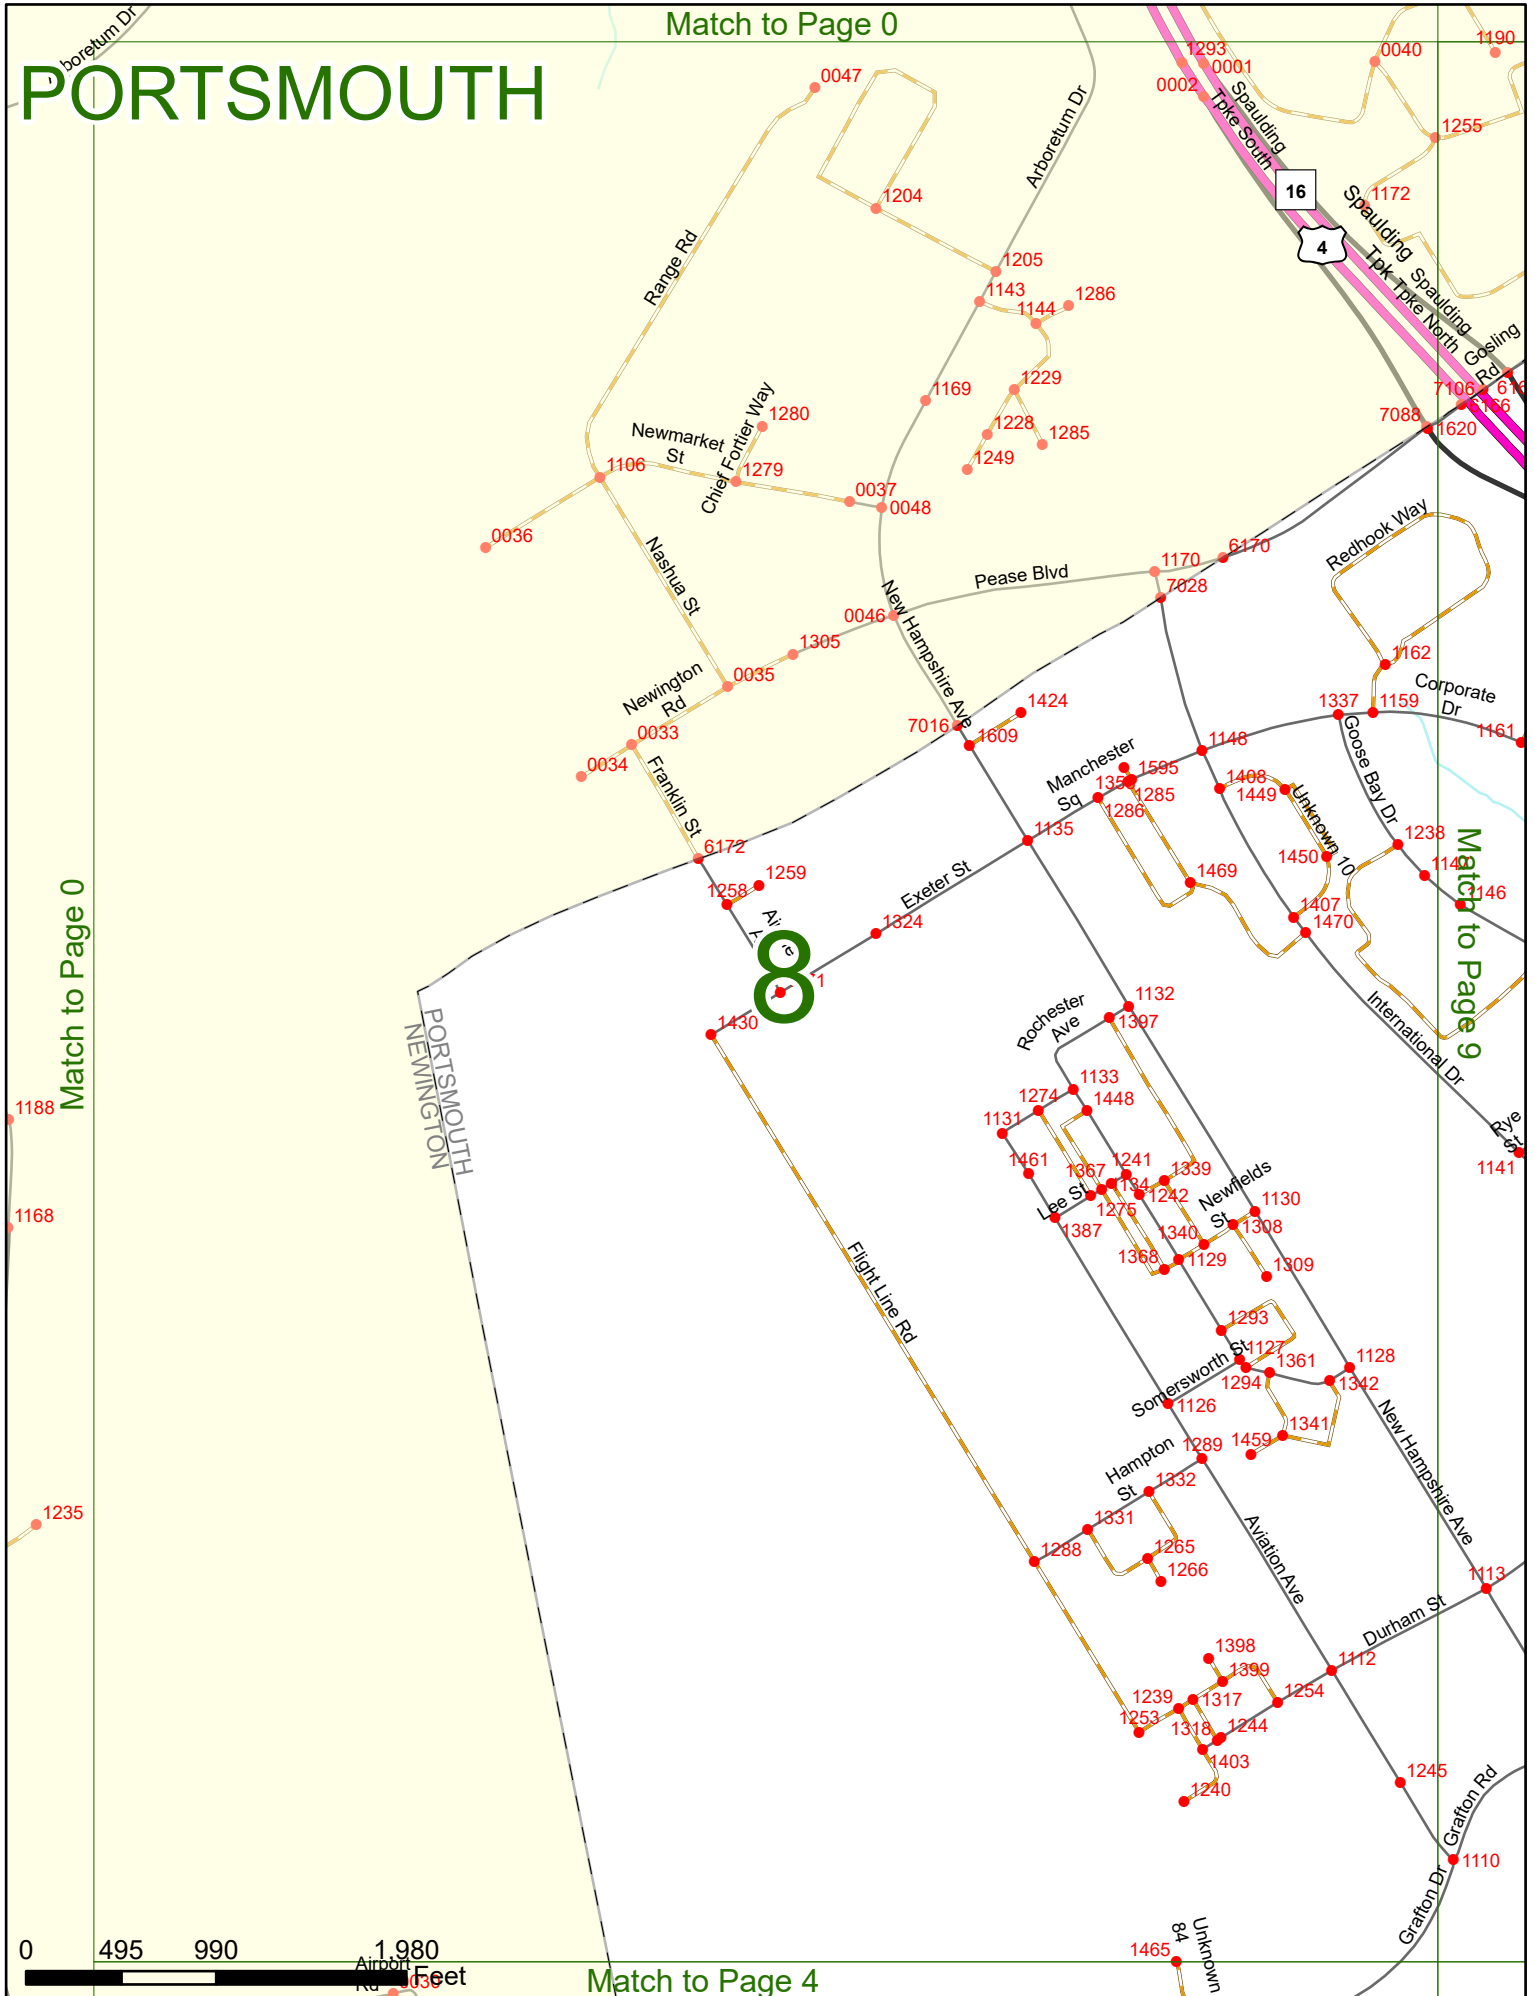 Match to Page 0
PORTSMOUTH
Arboretum Dr
0047
1293
0001
0002
0040
1190
1255
1172
Spaulding
Tpke South
16
4
Spaulding
Tpk
Spaulding
Tpke North
Gosling
Rd
Arboretum Dr
1204
1205
1143
1144
1286
Range Rd
1169
1229
1228
1285
1249
7106
6166
7088
1620
Newmarket
St
Chief Fortier Way
1280
1106
1279
0037
0048
0036
Nashua St
1170
6170
7028
Pease Blvd
Redhook Way
0046
New Hampshire Ave
1305
0035
Newington
Rd
0033
0034
Franklin St
1162
Corporate
Dr
1337
1159
1161
1424
7016
1609
1148
Manchester
Sq
1595
1285
1286
1408
1449
Unknown 10
Goose Bay Dr
1135
1238
1146
1450
6172
1259
1258
Exeter St
1469
1407
1470
1324
8
1430
Match to Page 0
Match to Page 9
PORTSMOUTH
NEWINGTON
Rochester
Ave
1132
1397
International Dr
1133
1274
1448
1131
1188
Rye
St
1141
1461
1367
1241
1339
1134
1242
1275
Lee St
1387
Newfields
St
1130
1308
1340
1309
1368
1129
1168
Flight Line Rd
1293
1127
1361
1128
1294
1342
Somersworth St
1126
1341
1459
New Hampshire Ave
1289
Hampton
St
1332
1331
1235
1288
1265
1266
Aviation Ave
1113
Durham St
1112
1398
1399
1254
1239
1317
1253
1318
1244
1403
1240
1245
Grafton Rd
1110
Grafton Dr
1465
Unknown
84
0 495 990 1,980
Feet
Airport
Rd
0030
Match to Page 4